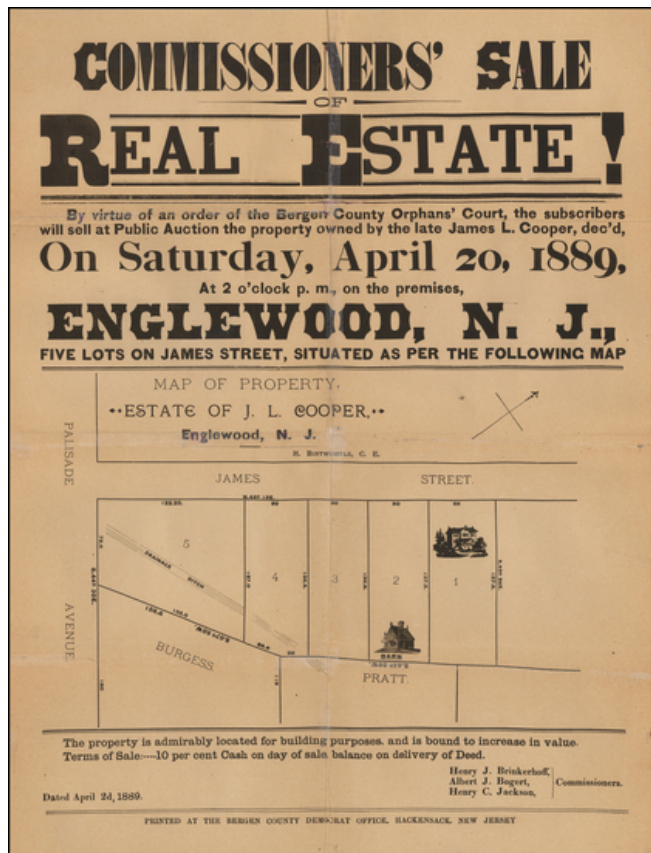 COMMISSIONERS' SALE
OF
REAL ESTATE!
By virtue of an order of the Bergen County Orphans' Court, the subscribers
will sell at Public Auction the property owned by the late James L. Cooper, dec'd,
On Saturday, April 20, 1889,
At 2 o'clock p. m., on the premises,
ENGLEWOOD, N. J.,
FIVE LOTS ON JAMES STREET, SITUATED AS PER THE FOLLOWING MAP
MAP OF PROPERTY,
ESTATE OF J. L. COOPER,
Englewood, N. J.
C. E.
PALISADE AVENUE
JAMES STREET.
5
4
3
2
1
DRAINAGE DITCH
BARN
BURGESS.
PRATT.
The property is admirably located for building purposes, and is bound to increase in value.
Terms of Sale:----10 per cent Cash on day of sale, balance on delivery of Deed.
Henry J. Brinkerhoff,
Albert J. Bogert,
Henry C. Jackson,
Commissioners.
Dated April 2d, 1889.
PRINTED AT THE BERGEN COUNTY DEMOCRAT OFFICE, HACKENSACK, NEW JERSEY